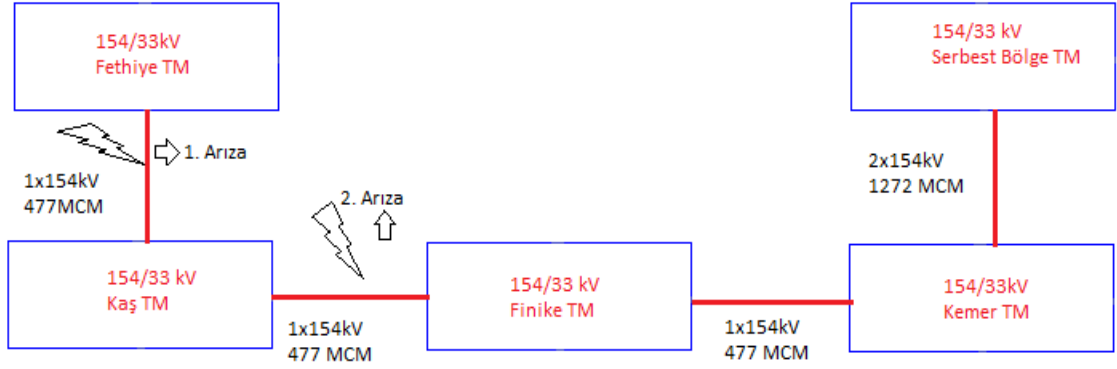 154/33kV
Fethiye TM
154/33 kV
Serbest Bölge TM
1. Arıza
1x154kV
477MCM
2x154kV
1272 MCM
2. Arıza
154/33 kV
Kaş TM
154/33 kV
Finike TM
154/33kV
Kemer TM
1x154kV
477 MCM
1x154kV
477 MCM